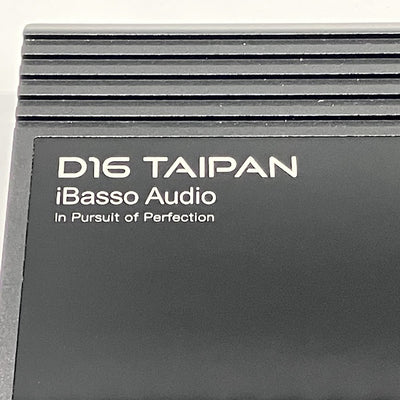 D16 TAIPAN
iBasso Audio
In Pursuit of Perfection